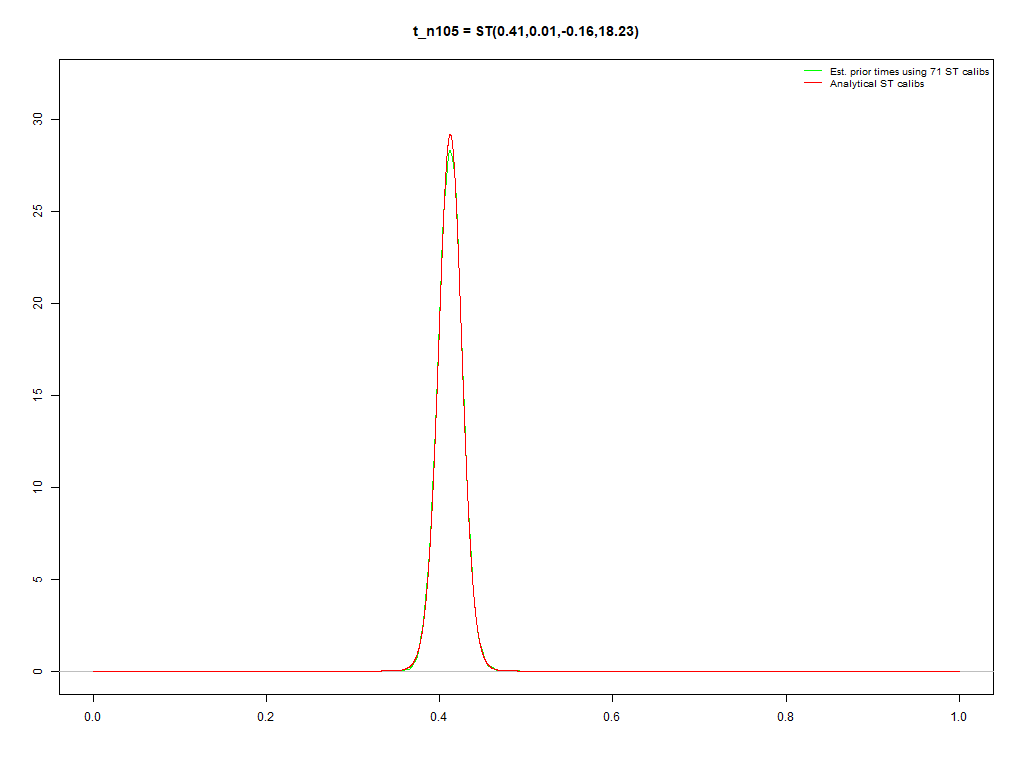 t_n105 = ST(0.41,0.01,-0.16,18.23)
Est. prior times using 71 ST calibs
Analytical ST calibs
30
25
20
15
10
5
0
0.0 0.2 0.4 0.6 0.8 1.0